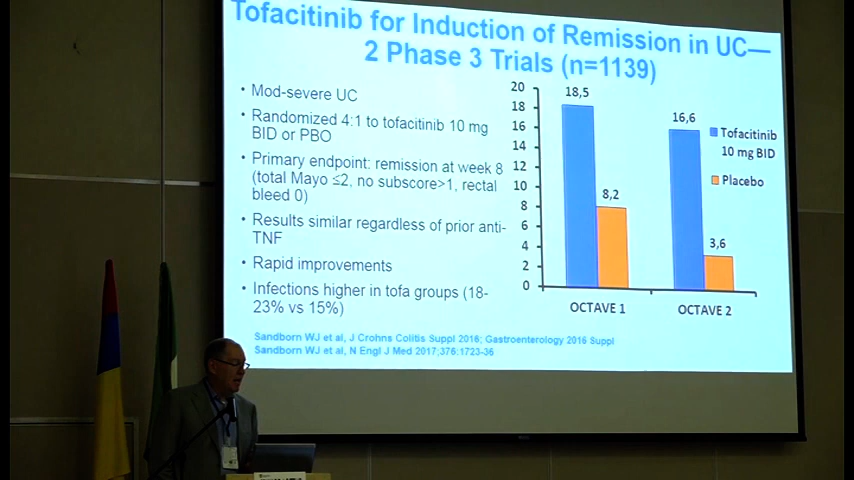 Tofacitinib for Induction of Remission in UC—
2 Phase 3 Trials (n=1139)
• Mod-severe UC
• Randomized 4:1 to tofacitinib 10 mg
BID or PBO
• Primary endpoint: remission at week 8
(total Mayo ≤2, no subscore>1, rectal
bleed 0)
• Results similar regardless of prior anti-
TNF
• Rapid improvements
• Infections higher in tofa groups (18-
23% vs 15%)
20
18
16
14
12
10
8
6
4
2
0
18,5
8,2
16,6
3,6
OCTAVE 1
OCTAVE 2
Tofacitinib
10 mg BID
Placebo
Sandborn WJ et al, J Crohns Colitis Suppl 2016; Gastroenterology 2016 Suppl
Sandborn WJ et al, N Engl J Med 2017;376:1723-36